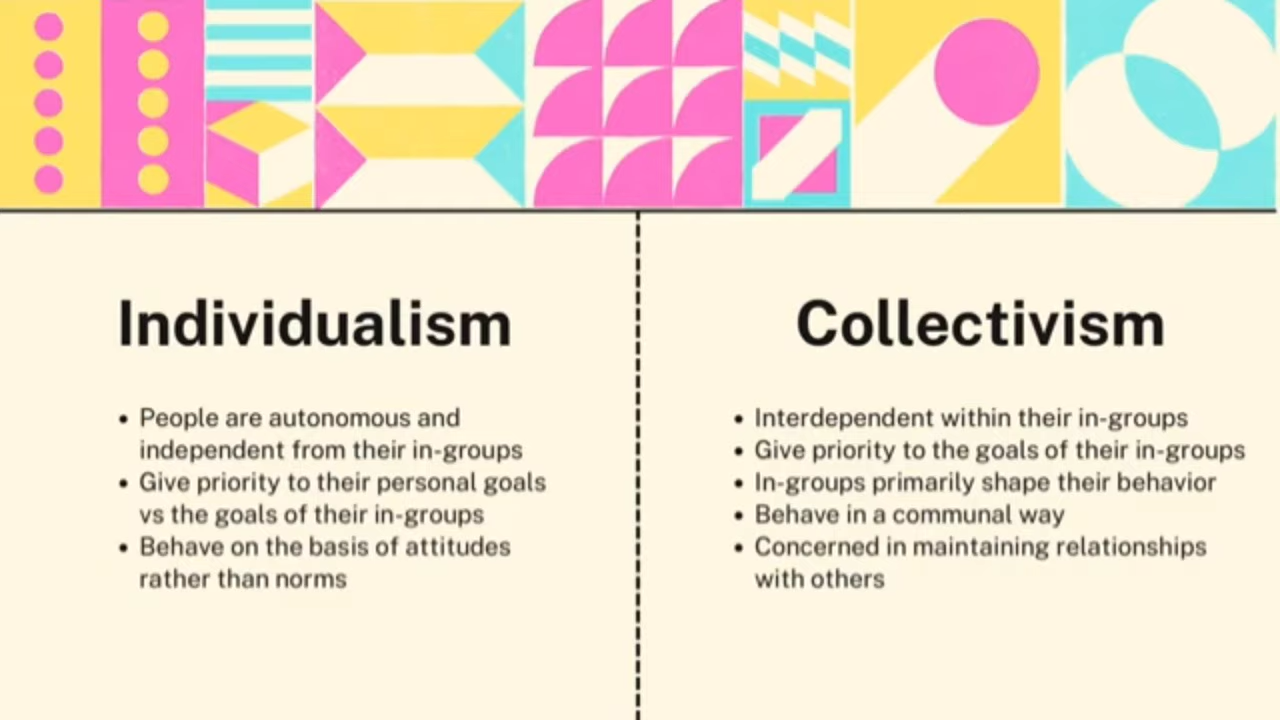 Individualism
• People are autonomous and
independent from their in-groups
• Give priority to their personal goals
vs the goals of their in-groups
• Behave on the basis of attitudes
rather than norms
Collectivism
• Interdependent within their in-groups
• Give priority to the goals of their in-groups
• In-groups primarily shape their behavior
• Behave in a communal way
• Concerned in maintaining relationships
with others